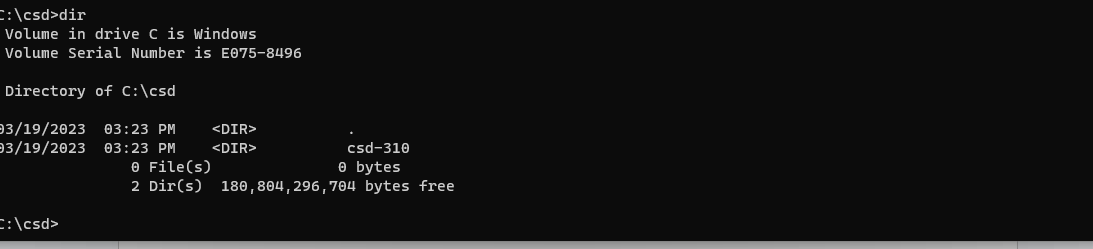 C:\csd>dir
 Volume in drive C is Windows
 Volume Serial Number is E075-8496
 Directory of C:\csd
03/19/2023  03:23 PM    <DIR>          .
03/19/2023  03:23 PM    <DIR>          csd-310
               0 File(s)              0 bytes
               2 Dir(s)  180,804,296,704 bytes free
C:\csd>